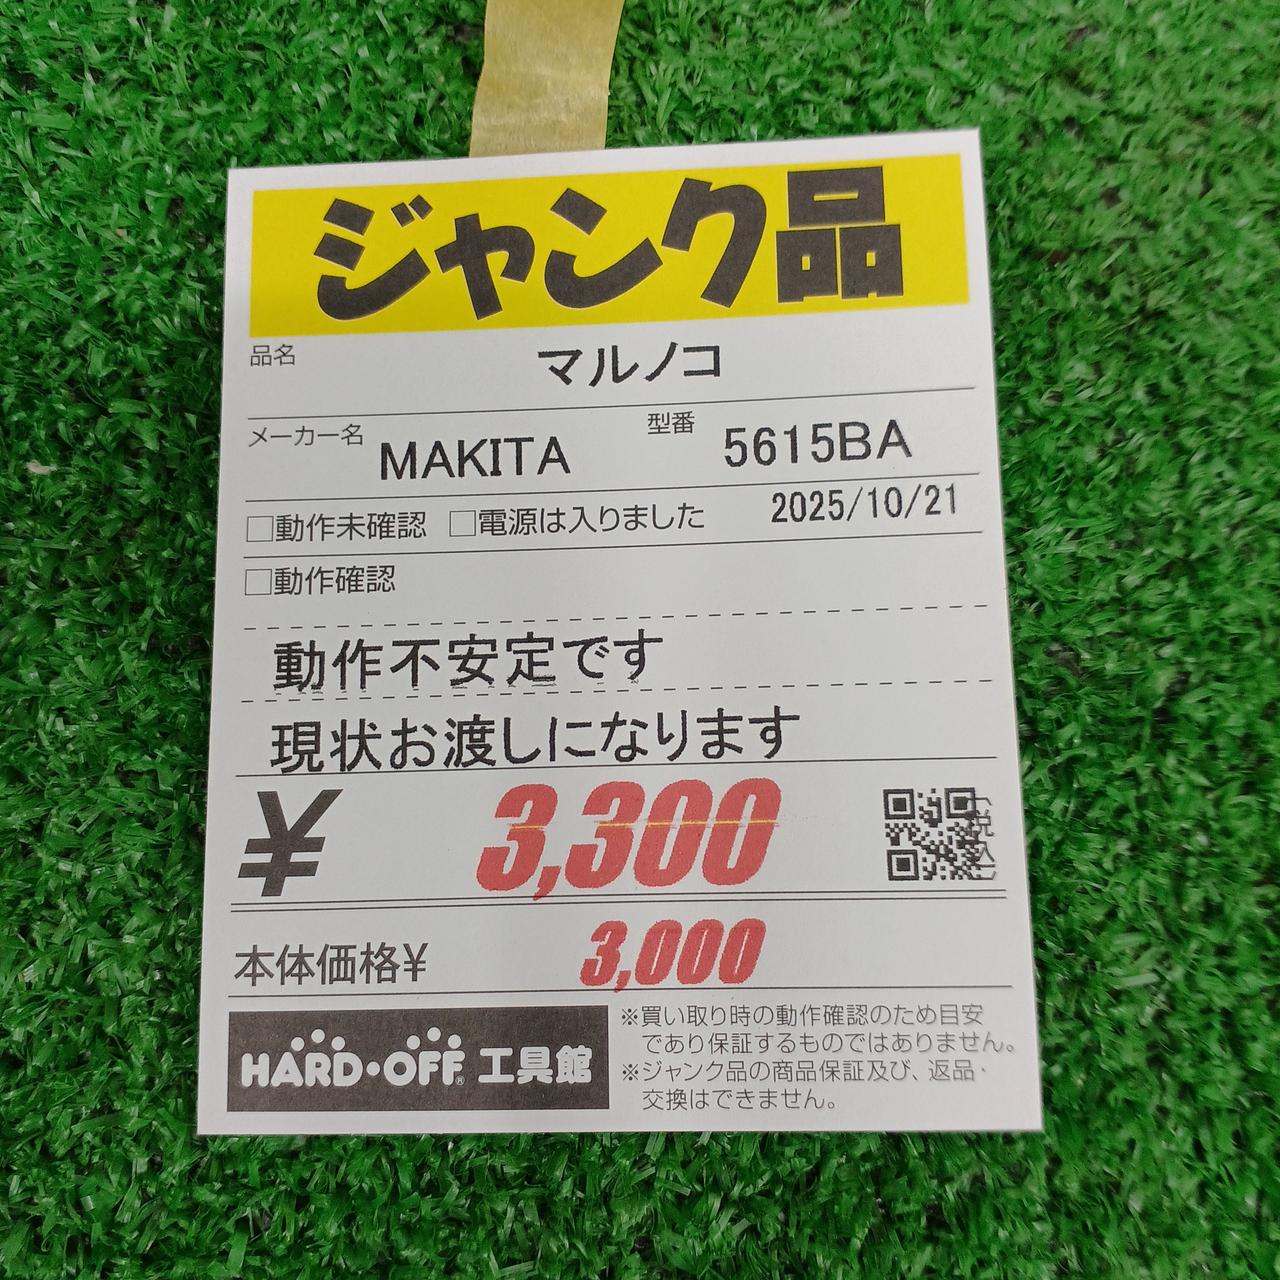 ジャンク品
品名 マルノコ
メーカー名 MAKITA 型番 5615BA
□動作未確認 □電源は入りました 2025/10/21
□動作確認
動作不安定です
現状お渡しになります
¥ 3,300 (税込)
本体価格¥ 3,000
HARD・OFF® 工具館
※買い取り時の動作確認のため目安
であり保証するものではありません。
※ジャンク品の商品保証及び、返品・
交換はできません。